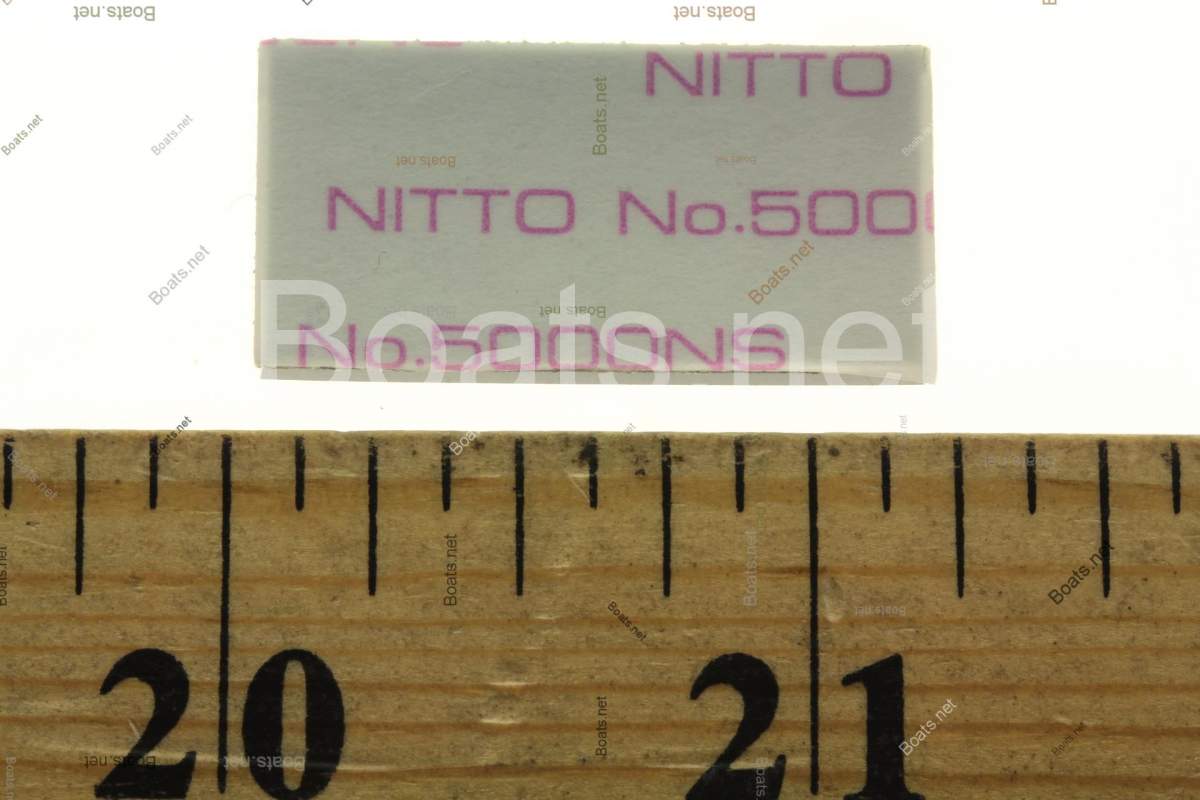 NITTO
NITTO No.500
No.5000NS
Boats.net
20 21